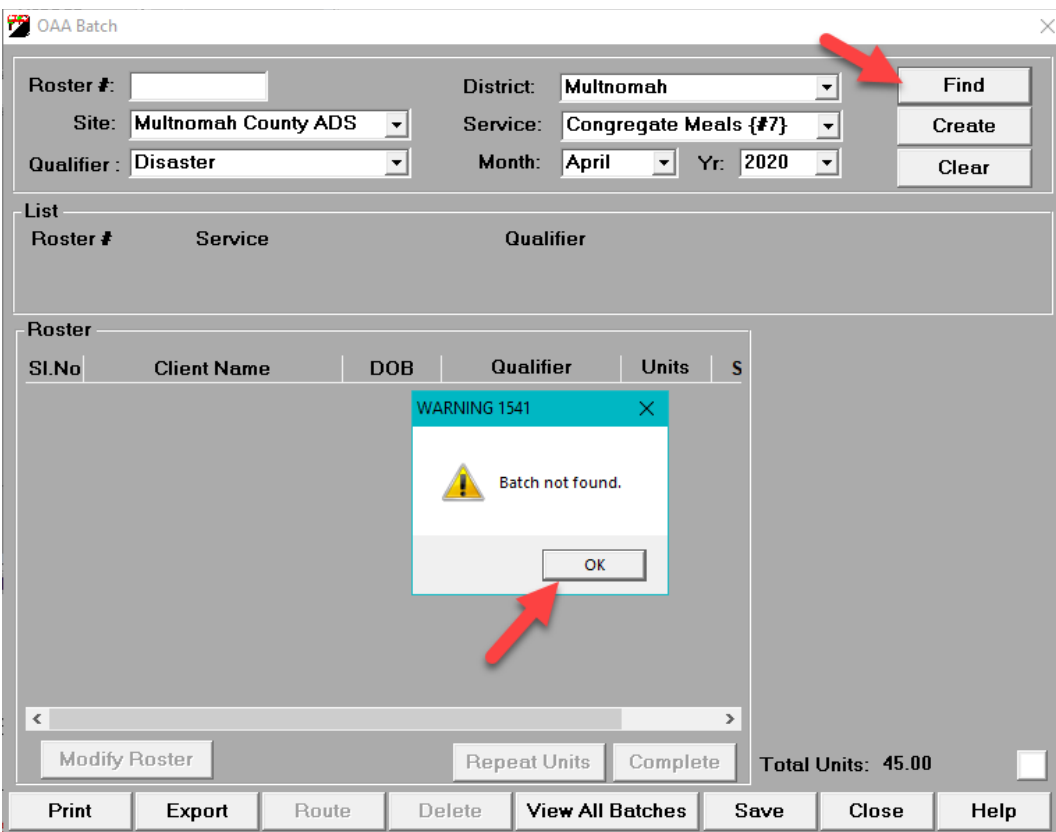 OAA Batch
Roster #: District: Multnomah Find
Site: Multnomah County ADS Service: Congregate Meals {#7} Create
Qualifier : Disaster Month: April Yr: 2020 Clear
List
Roster # Service Qualifier
Roster
Sl.No Client Name DOB Qualifier Units S
WARNING 1541
Batch not found.
OK
Modify Roster Repeat Units Complete Total Units: 45.00
Print Export Route Delete View All Batches Save Close Help